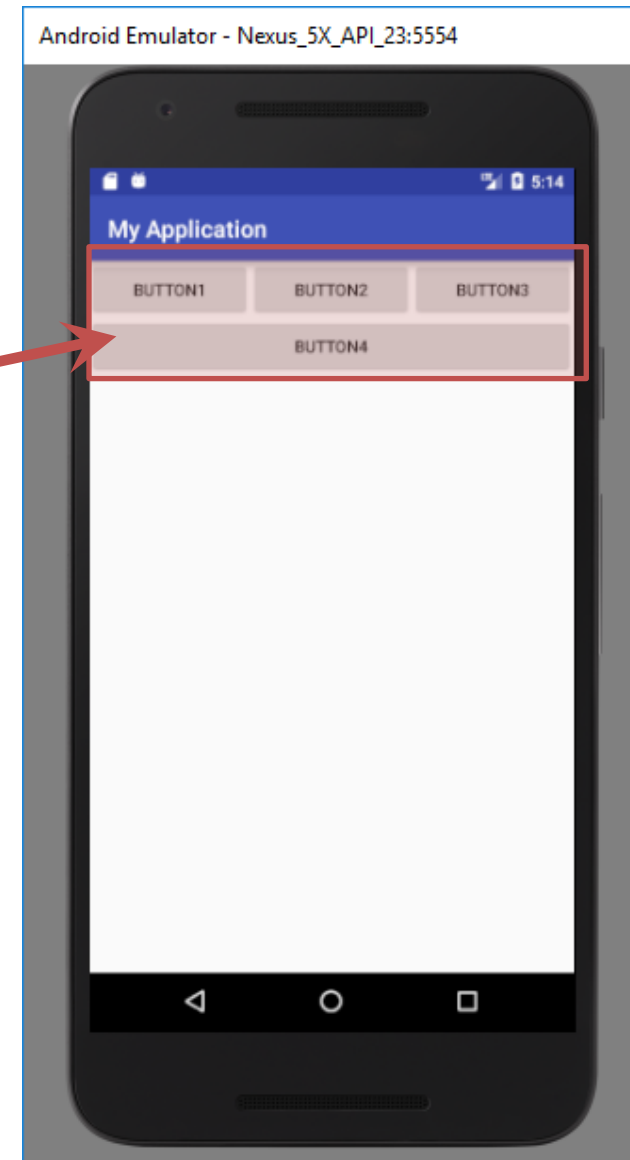 Android Emulator - Nexus_5X_API_23:5554
5:14
My Application
BUTTON1 BUTTON2 BUTTON3
BUTTON4